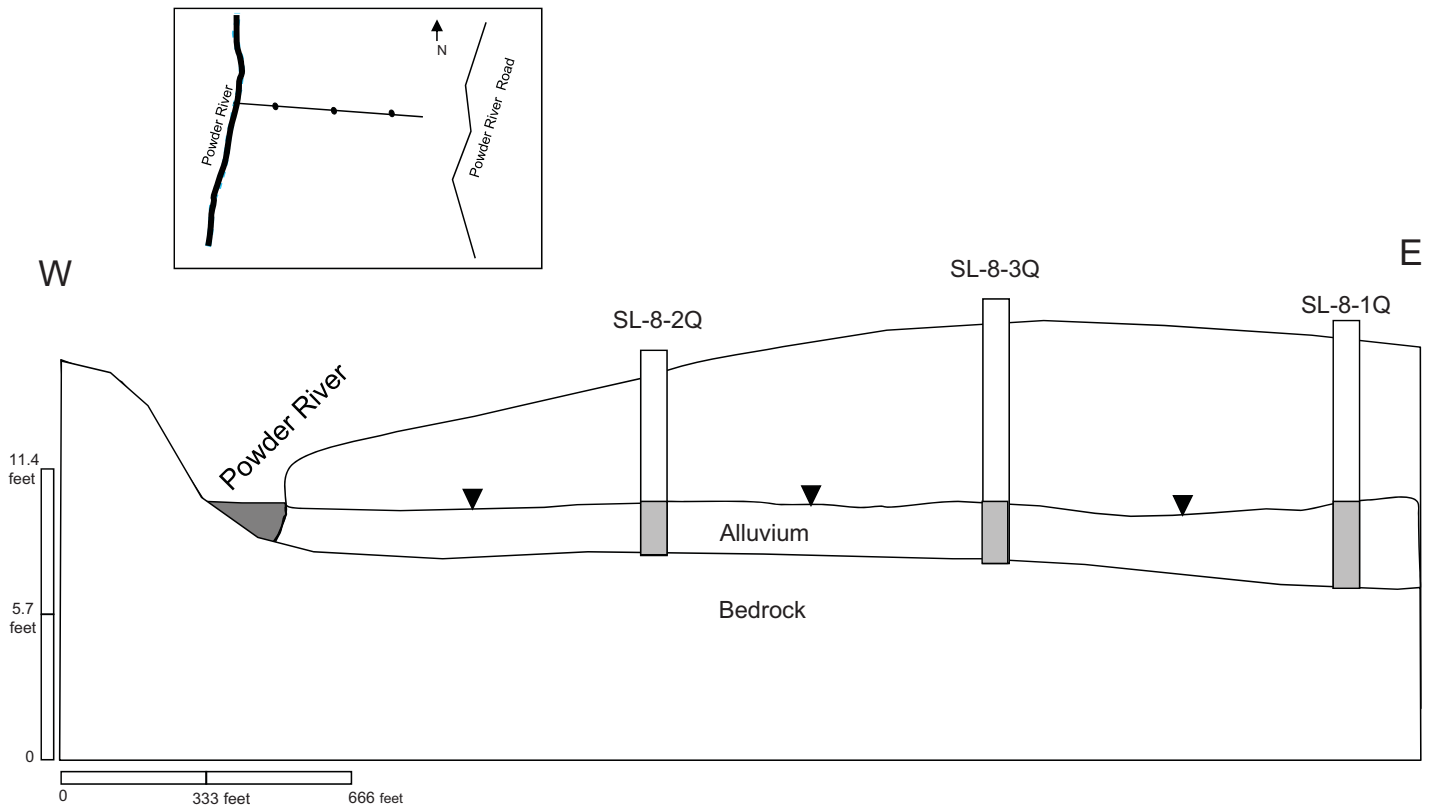 N
Powder River
Powder River Road
W
E
SL-8-3Q
SL-8-1Q
SL-8-2Q
Powder River
11.4
feet
Alluvium
5.7
feet
Bedrock
0
0
333 feet
666 feet